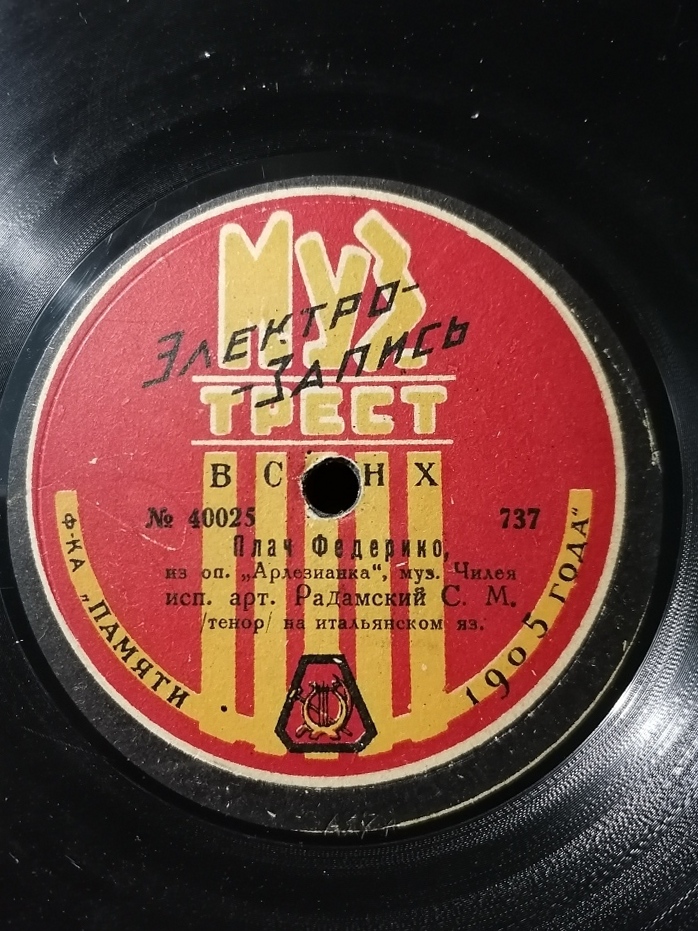 МУЗ
ЭЛЕКТРО-
-ЗАПИСЬ
ТРЕСТ
ВСНХ
№ 40025 737
Плач Федерико,
из оп. „Арлезианка", муз. Чилея
исп. арт. Радамский С. М.
/тенор/ на итальянском яз.
Ф-КА „ПАМЯТИ 1905 ГОДА"